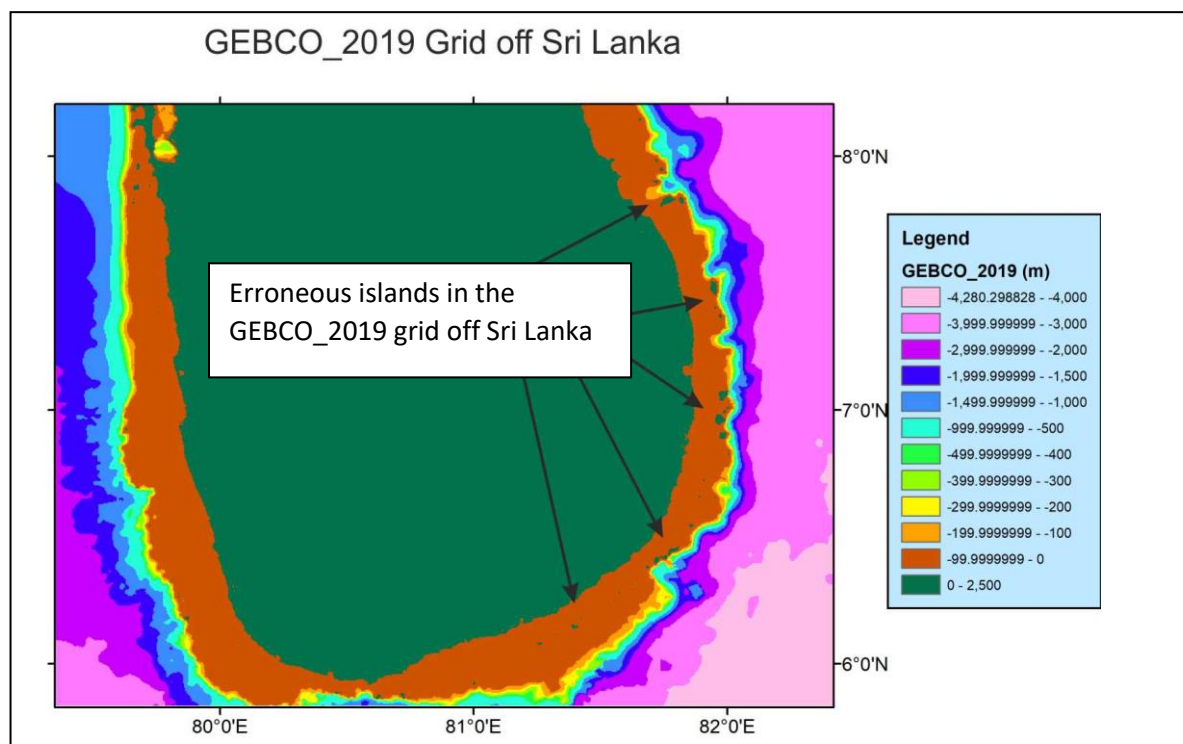 GEBCO_2019 Grid off Sri Lanka
8°0'N
Erroneous islands in the
GEBCO_2019 grid off Sri Lanka
7°0'N
6°0'N
80°0'E
81°0'E
82°0'E
Legend
GEBCO_2019 (m)
-4,280.298828 - -4,000
-3,999.999999 - -3,000
-2,999.999999 - -2,000
-1,999.999999 - -1,500
-1,499.999999 - -1,000
-999.999999 - -500
-499.9999999 - -400
-399.9999999 - -300
-299.9999999 - -200
-199.9999999 - -100
-99.9999999 - 0
0 - 2,500